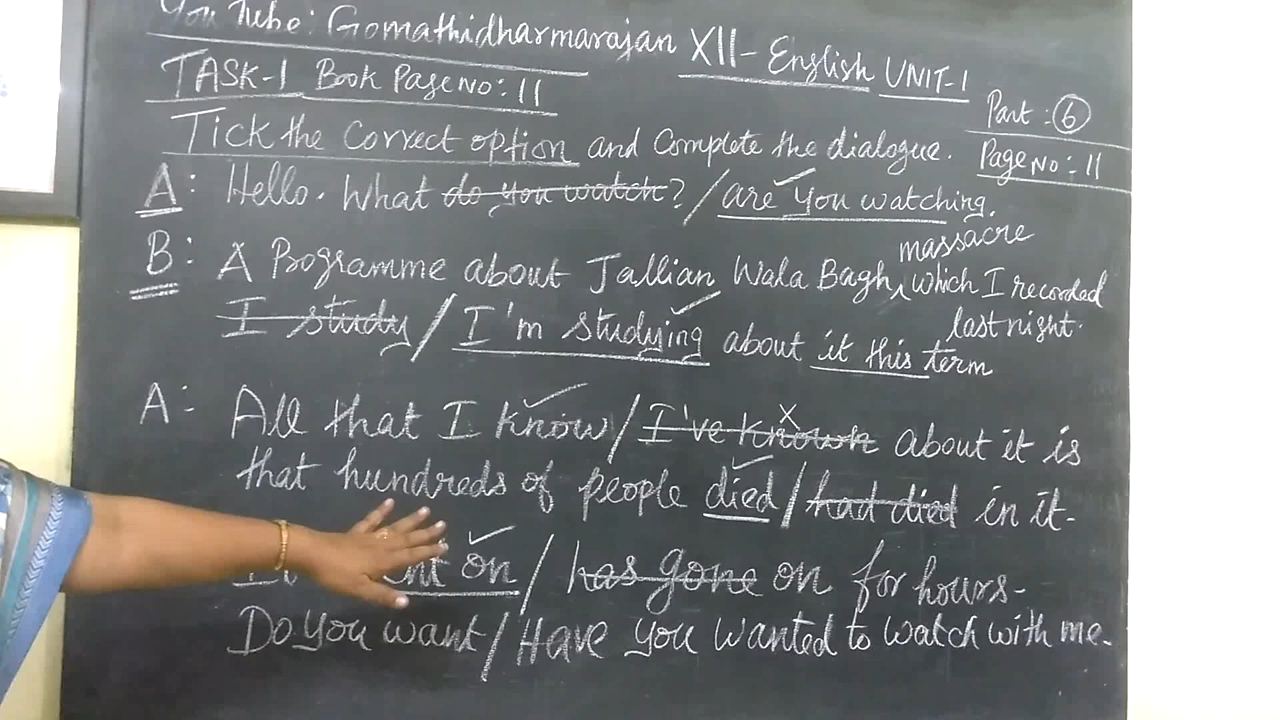 YouTube: Gomathidharmarajan XII- English UNIT-1
TASK-1 Book Page No: 11
Part: 6
Tick the Correct option and Complete the dialogue. Page No: 11
A: Hello. What do you watch? / are you watching.
massacre
B: A Programme about Jallian Wala Bagh, which I recorded
last night.
I study / I'm studying about it this term
A: All that I know / I've known about it is
that hundreds of people died / had died in it.
on / has gone on for hours.
Do you want / Have you wanted to watch with me.